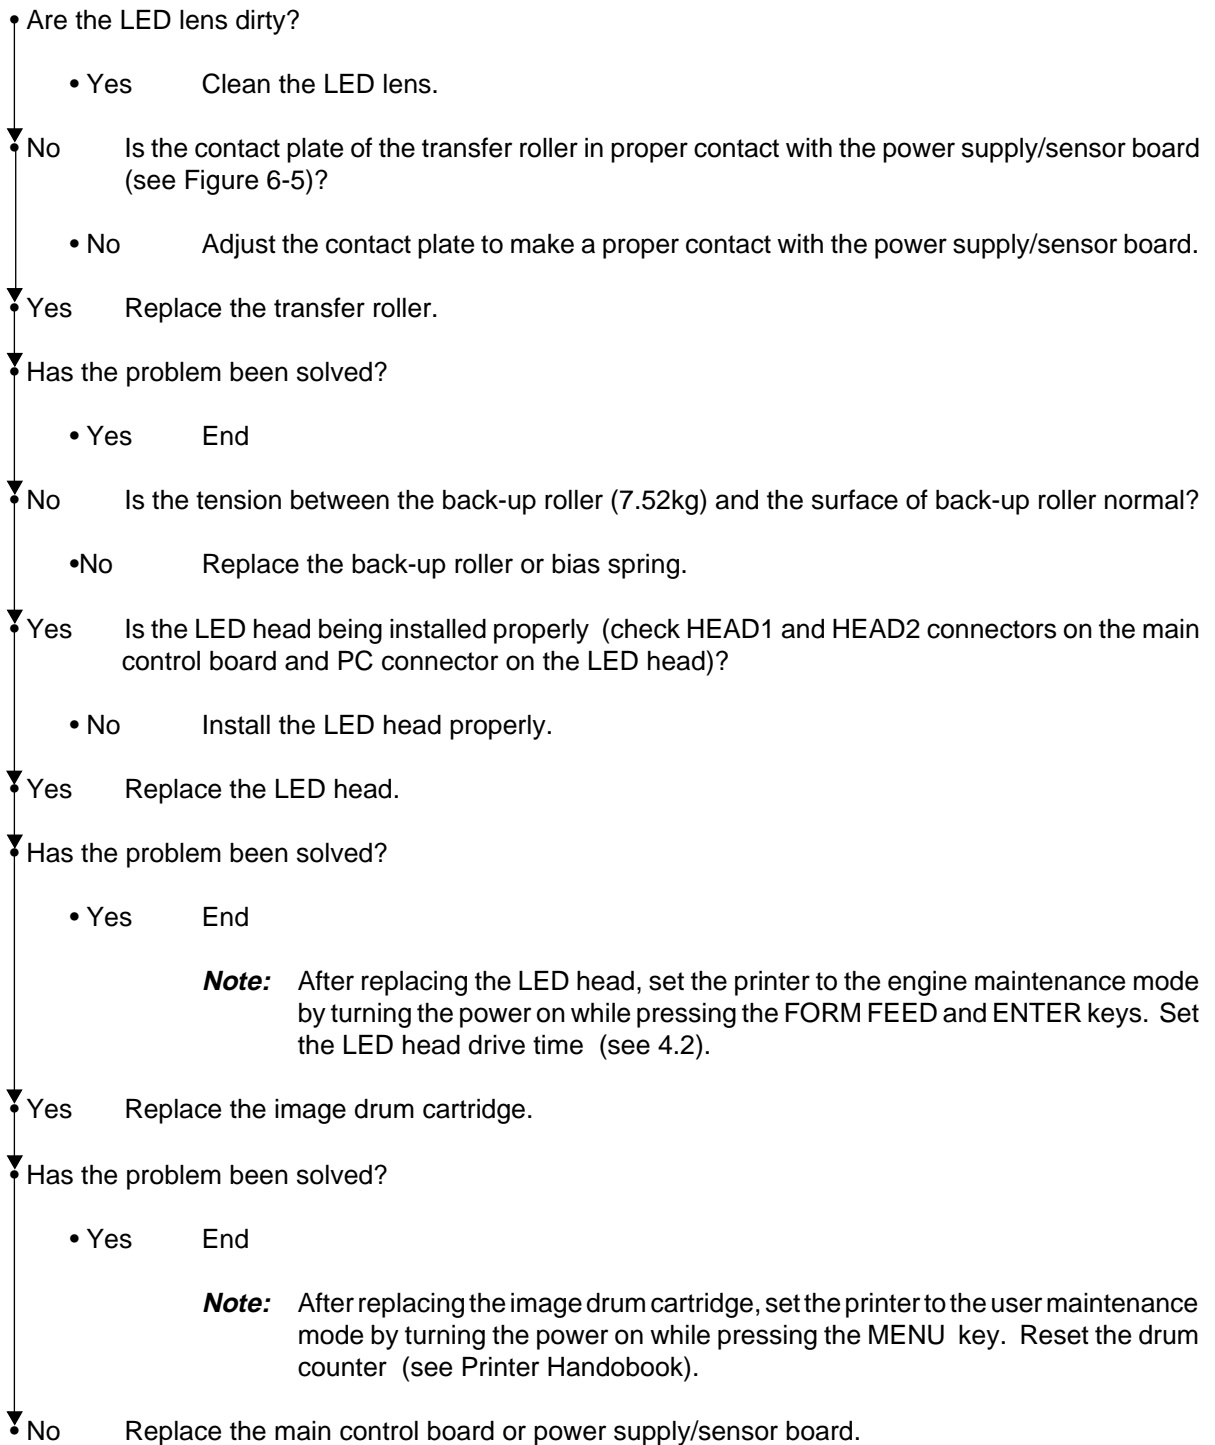 • Are the LED lens dirty?
• Yes Clean the LED lens.
• No Is the contact plate of the transfer roller in proper contact with the power supply/sensor board
(see Figure 6-5)?
• No Adjust the contact plate to make a proper contact with the power supply/sensor board.
• Yes Replace the transfer roller.
• Has the problem been solved?
• Yes End
• No Is the tension between the back-up roller (7.52kg) and the surface of back-up roller normal?
•No Replace the back-up roller or bias spring.
• Yes Is the LED head being installed properly (check HEAD1 and HEAD2 connectors on the main
control board and PC connector on the LED head)?
• No Install the LED head properly.
• Yes Replace the LED head.
• Has the problem been solved?
• Yes End
Note: After replacing the LED head, set the printer to the engine maintenance mode
by turning the power on while pressing the FORM FEED and ENTER keys. Set
the LED head drive time (see 4.2).
• Yes Replace the image drum cartridge.
• Has the problem been solved?
• Yes End
Note: After replacing the image drum cartridge, set the printer to the user maintenance
mode by turning the power on while pressing the MENU key. Reset the drum
counter (see Printer Handobook).
• No Replace the main control board or power supply/sensor board.